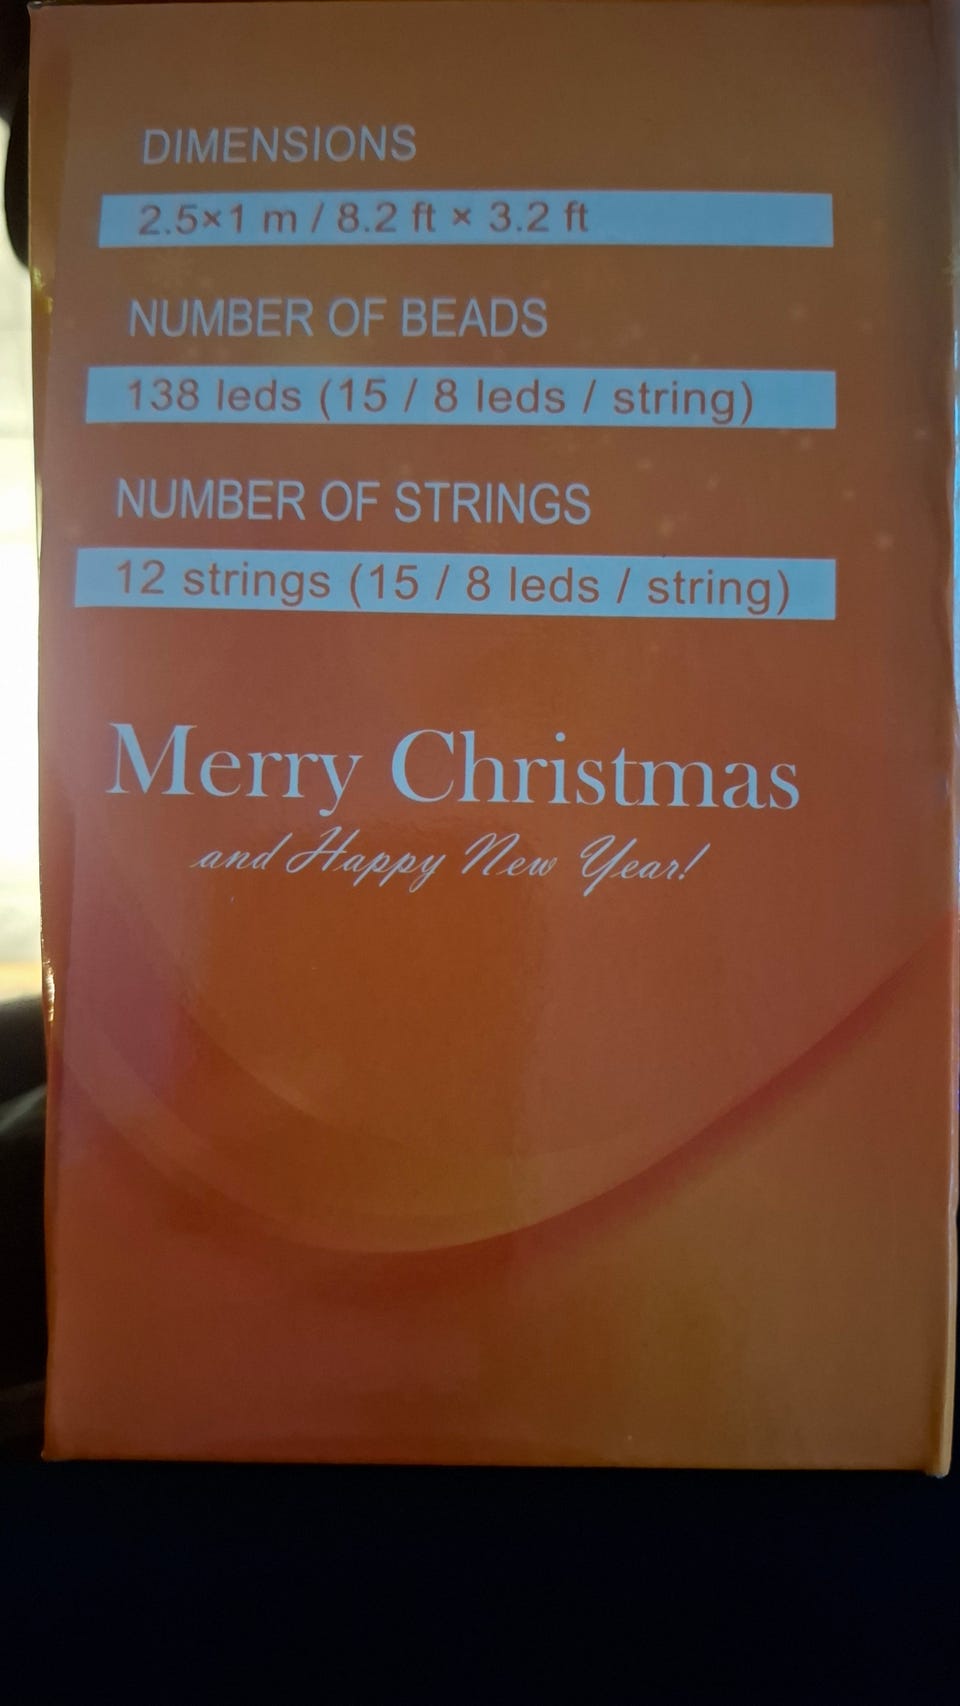 DIMENSIONS
2.5×1 m / 8.2 ft × 3.2 ft
NUMBER OF BEADS
138 leds (15 / 8 leds / string)
NUMBER OF STRINGS
12 strings (15 / 8 leds / string)
Merry Christmas
and Happy New Year!